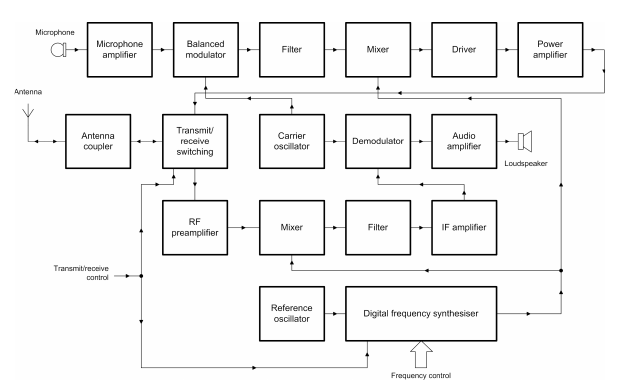 Microphone
Microphone
amplifier
Balanced
modulator
Filter
Mixer
Driver
Power
amplifier
Antenna
Antenna
coupler
Transmit/
receive
switching
Carrier
oscillator
Demodulator
Audio
amplifier
Loudspeaker
RF
preamplifier
Mixer
Filter
IF amplifier
Transmit/receive
control
Reference
oscillator
Digital frequency synthesiser
Frequency control